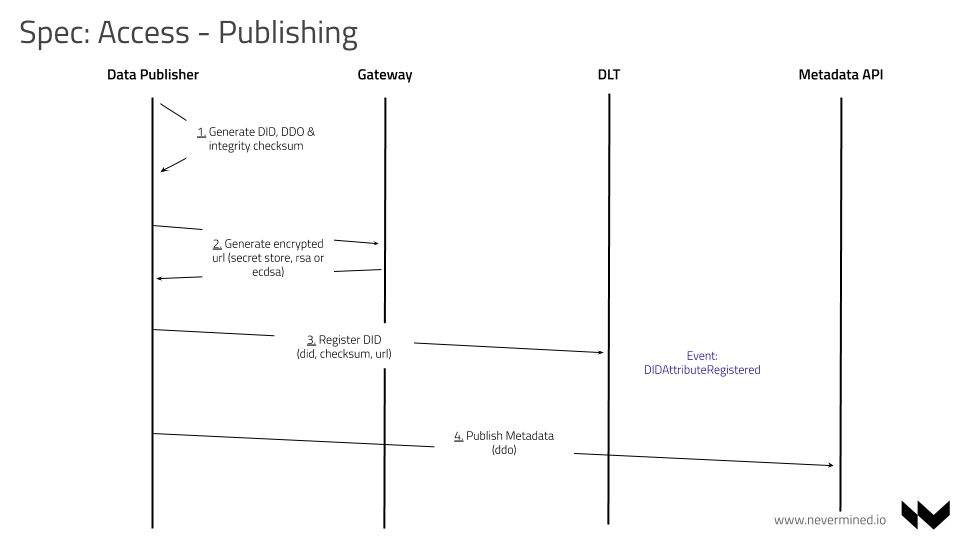 Spec: Access - Publishing
Data Publisher
Gateway
DLT
Metadata API
1. Generate DID, DDO &
integrity checksum
2. Generate encrypted
url (secret store, rsa or
ecdsa)
3. Register DID
(did, checksum, url)
Event:
DIDAttributeRegistered
4. Publish Metadata
(ddo)
www.nevermined.io